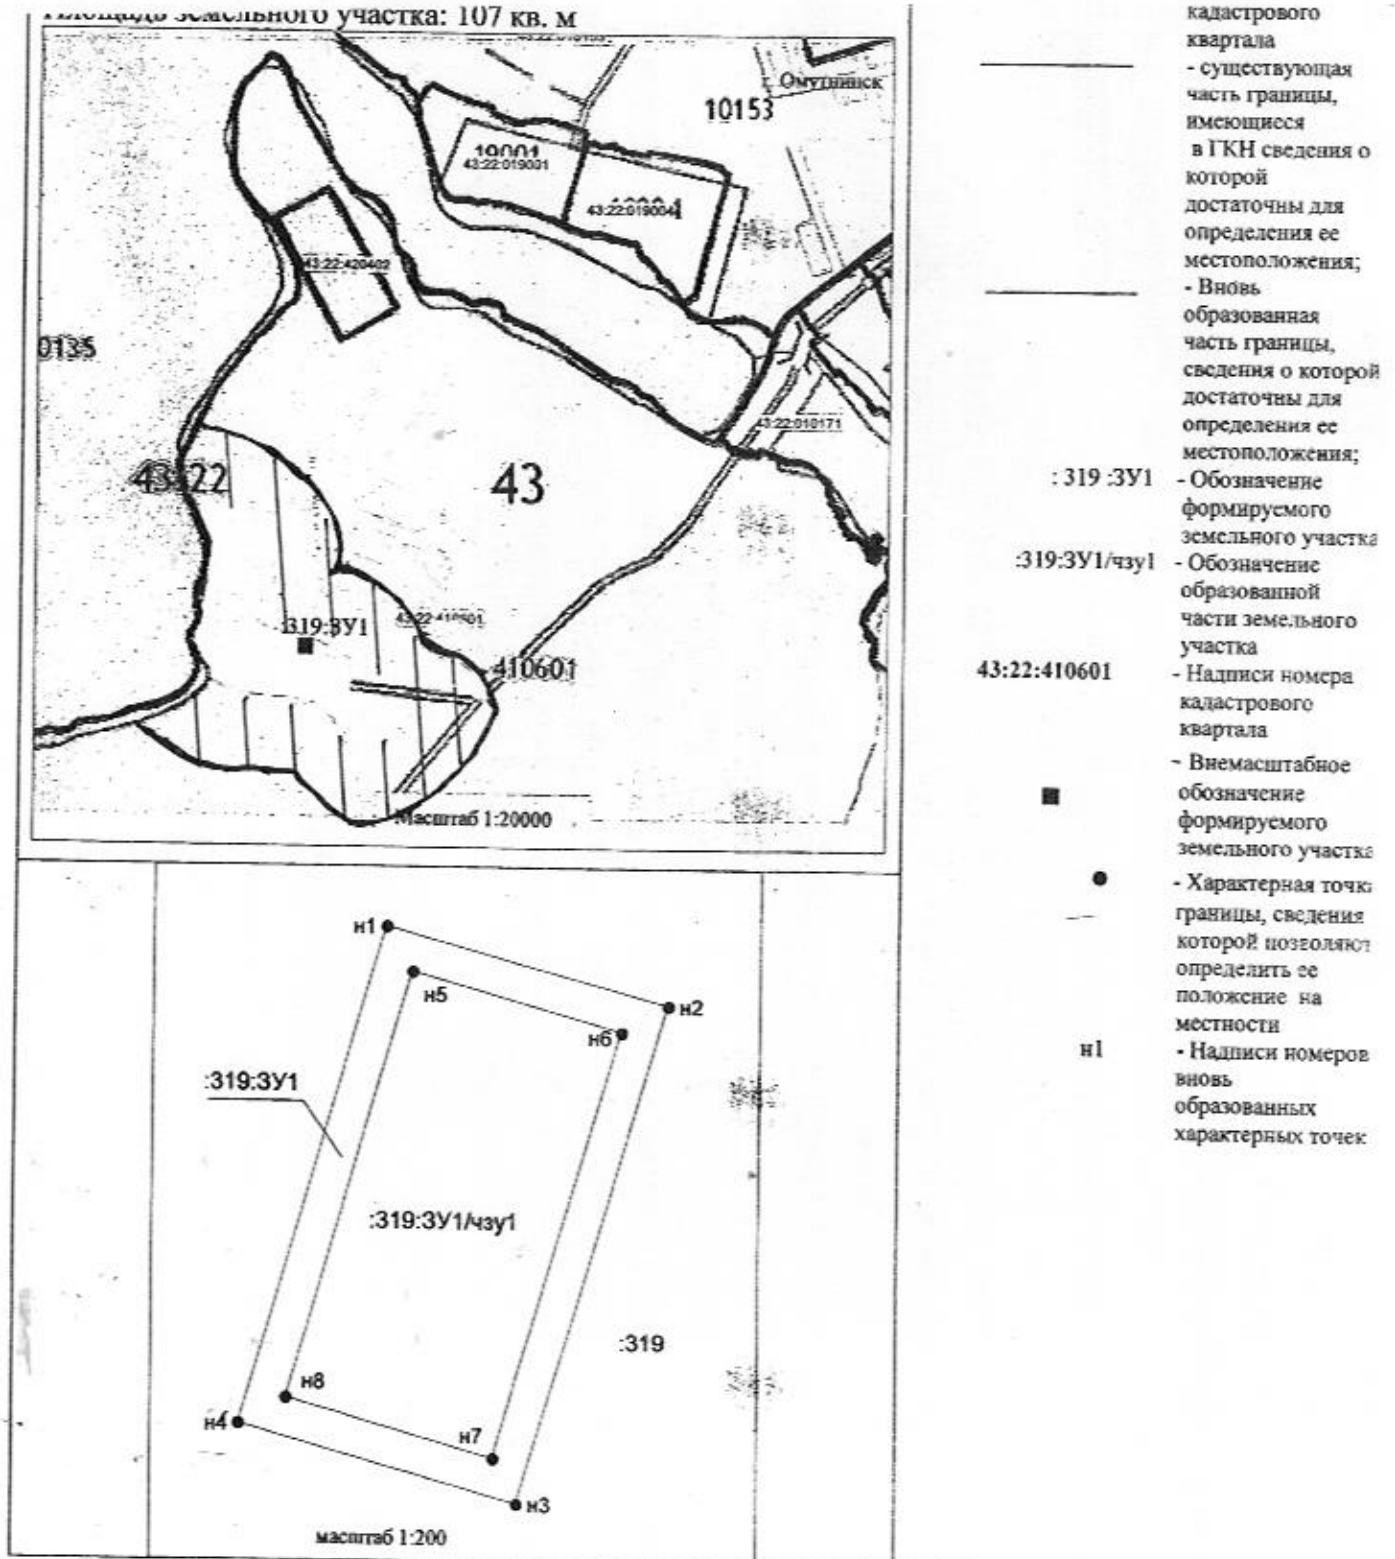 Площадь земельного участка: 107 кв. м
г. Омутнинск
10153
19001
43:22:019001
43:22:019004
43:22:420402
0135
43:22:010171
43:22
43
:319:ЗУ1
43:22:410601
410601
Масштаб 1:20000
н1
н5
н2
н6
:319:ЗУ1
:319:ЗУ1/чзу1
:319
н8
н4
н7
н3
масштаб 1:200
кадастрового
квартала
- существующая
часть границы,
имеющиеся
в ГКН сведения о
которой
достаточны для
определения ее
местоположения;
- Вновь
образованная
часть границы,
сведения о которой
достаточны для
определения ее
местоположения;
: 319 :ЗУ1 - Обозначение
формируемого
земельного участка
:319:ЗУ1/чзу1 - Обозначение
образованной
части земельного
участка
43:22:410601 - Надписи номера
кадастрового
квартала
- Внемасштабное
обозначение
формируемого
земельного участка
- Характерная точка
границы, сведения
которой позволяют
определить ее
положение на
местности
н1 - Надписи номеров
вновь
образованных
характерных точек